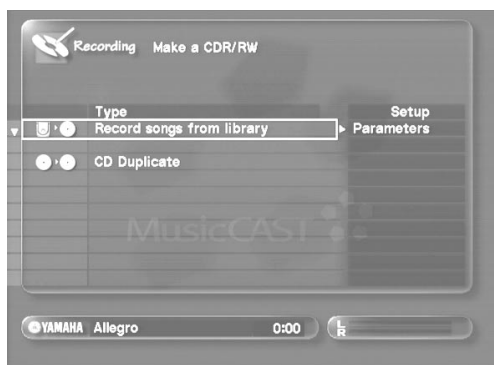 Recording Make a CDR/RW
Type Setup
Record songs from library Parameters
CD Duplicate
MusicCAST
YAMAHA Allegro 0:00 L
R